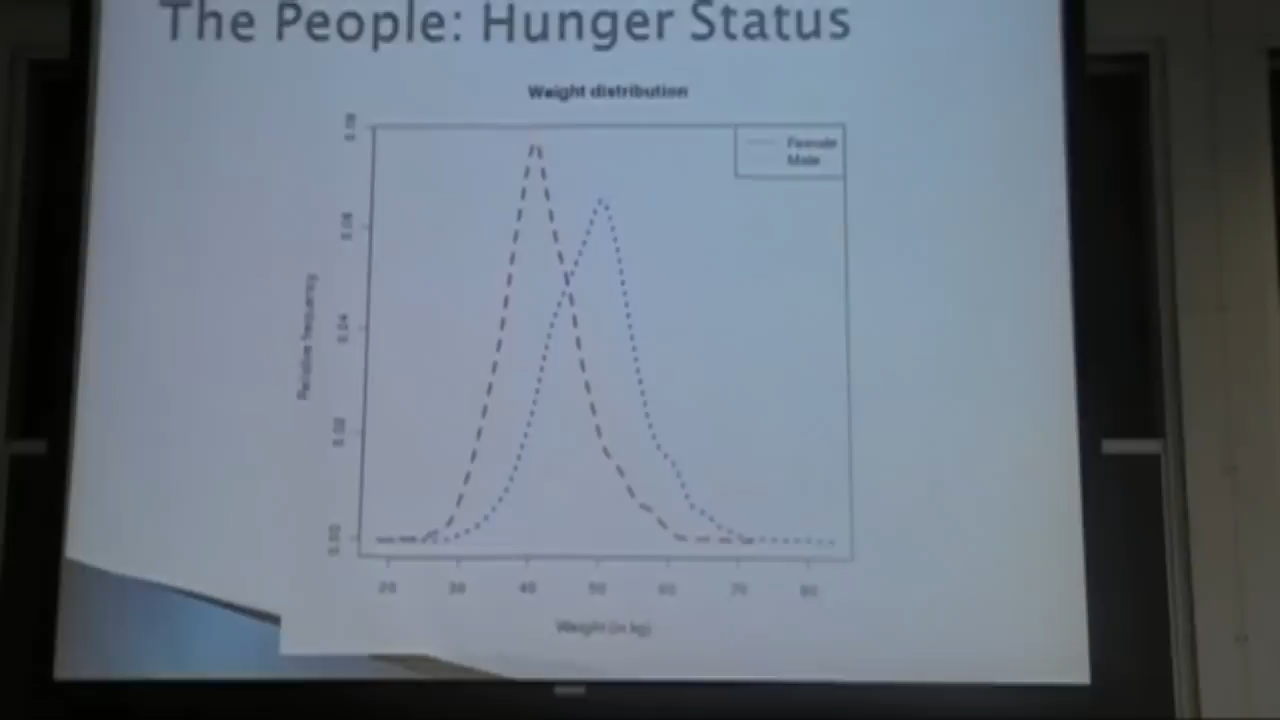 The People: Hunger Status
Weight distribution
Female
Male
Relative frequency
0.08
0.06
0.04
0.02
0.00
20
30
40
50
60
70
80
Weight (in kg)